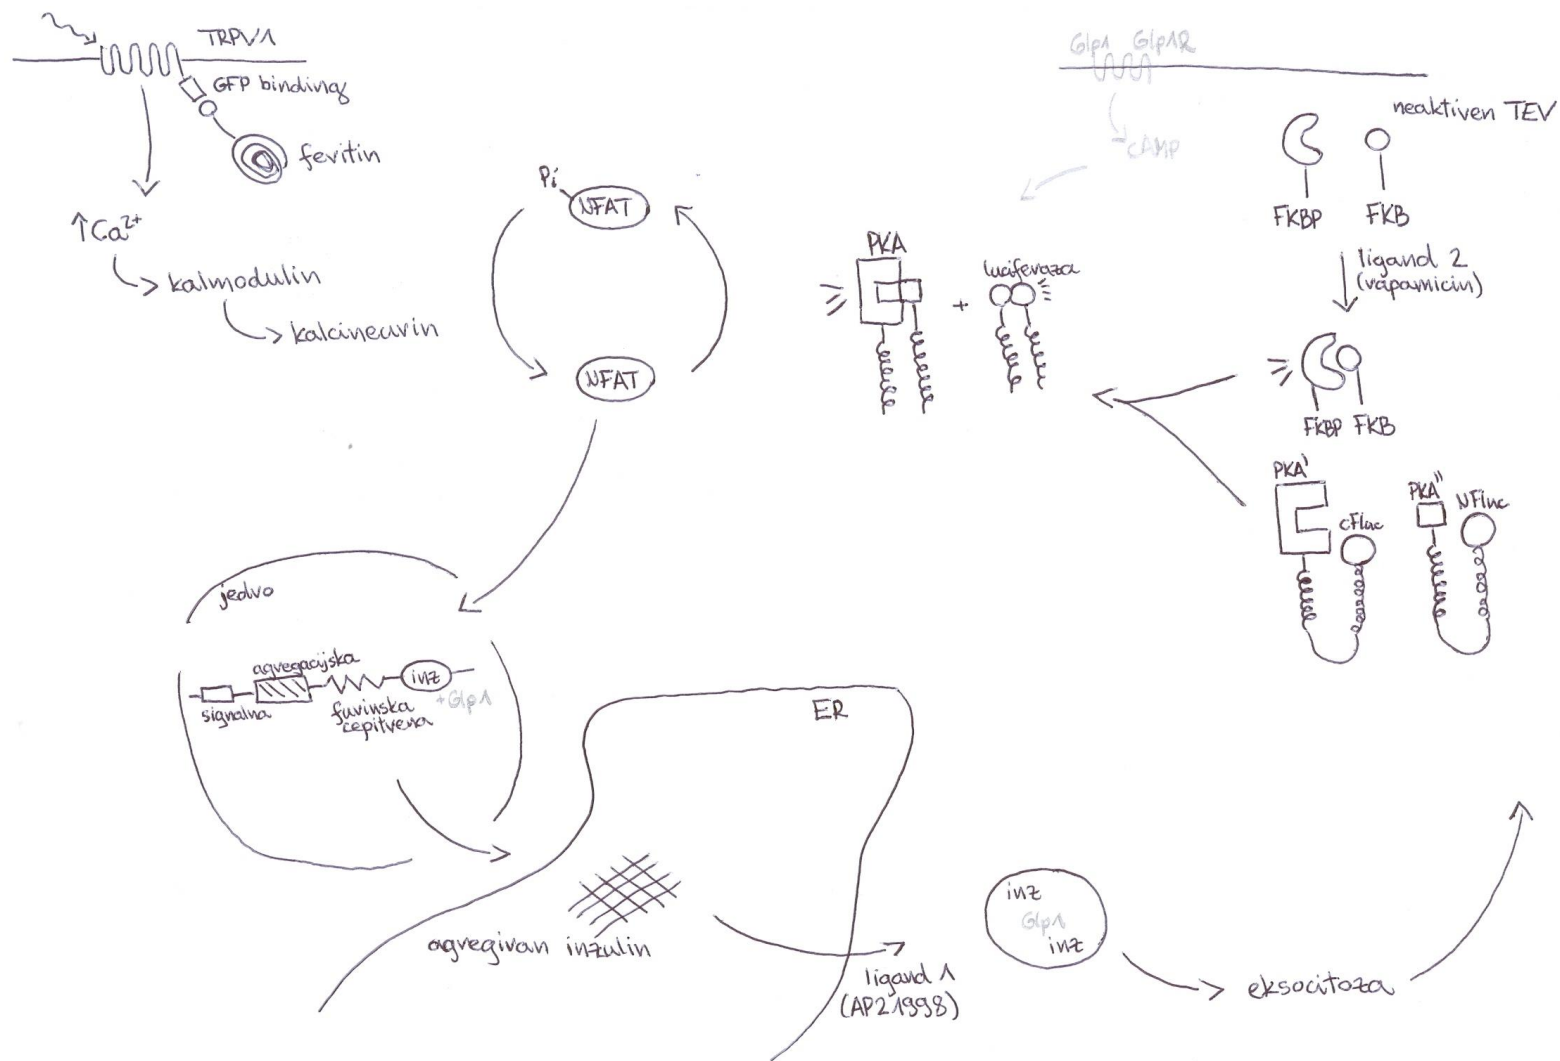 TRPV1
GFP binding
feritin
↑Ca²⁺
kalmodulin
kalcineurin
Pi
NFAT
NFAT
jedro
agregacijska
signalna
furinska
cepitvena
inz
+Glp1
ER
agregiran inzulin
ligand 1
(AP21998)
inz
Glp1
inz
eksocitoza
Glp1 Glp1R
cAMP
PKA
+
luciferaza
neaktiven TEV
FKBP
FKB
ligand 2
(rapamicin)
FKBP FKB
PKA'
cFluc
PKA''
NFluc